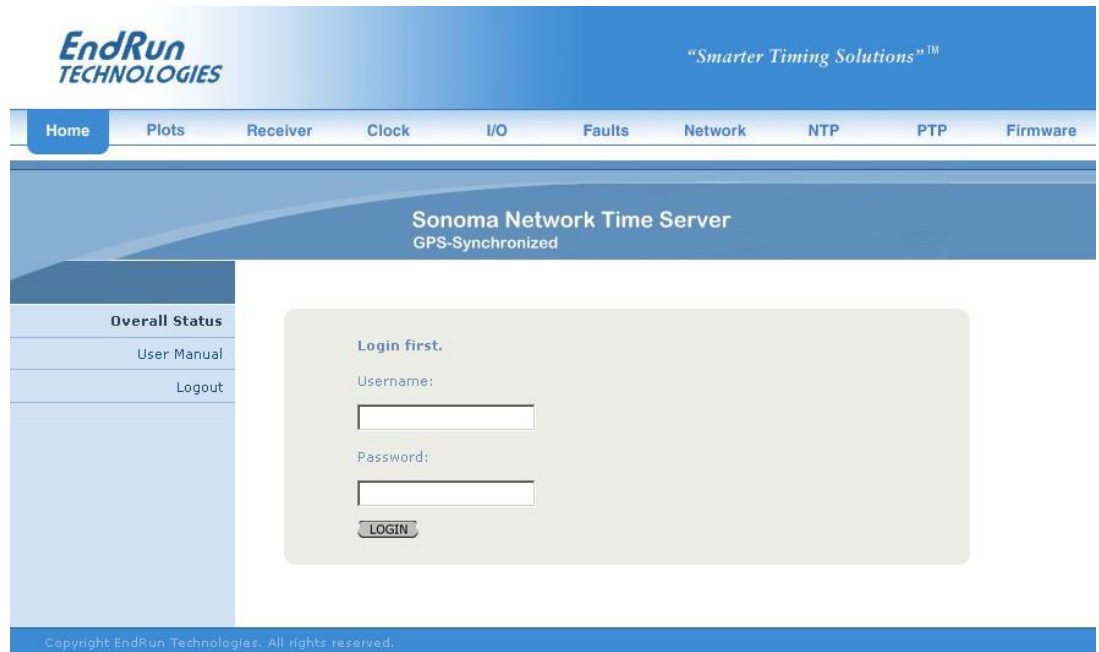 EndRun
TECHNOLOGIES
“Smarter Timing Solutions”™
Home Plots Receiver Clock I/O Faults Network NTP PTP Firmware
Sonoma Network Time Server
GPS-Synchronized
Overall Status
User Manual
Logout
Login first.
Username:
Password:
LOGIN
Copyright EndRun Technologies. All rights reserved.